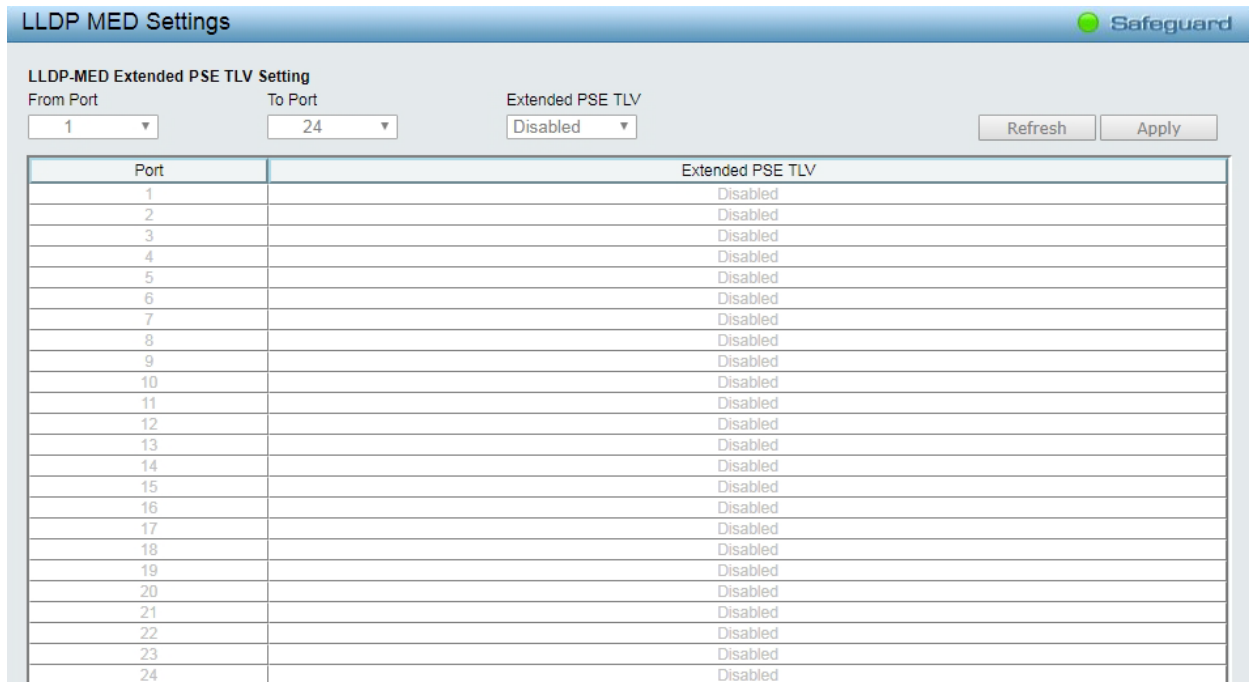 LLDP MED Settings
Safeguard
LLDP-MED Extended PSE TLV Setting
From Port To Port Extended PSE TLV
1 24 Disabled Refresh Apply
Port Extended PSE TLV
1 Disabled
2 Disabled
3 Disabled
4 Disabled
5 Disabled
6 Disabled
7 Disabled
8 Disabled
9 Disabled
10 Disabled
11 Disabled
12 Disabled
13 Disabled
14 Disabled
15 Disabled
16 Disabled
17 Disabled
18 Disabled
19 Disabled
20 Disabled
21 Disabled
22 Disabled
23 Disabled
24 Disabled